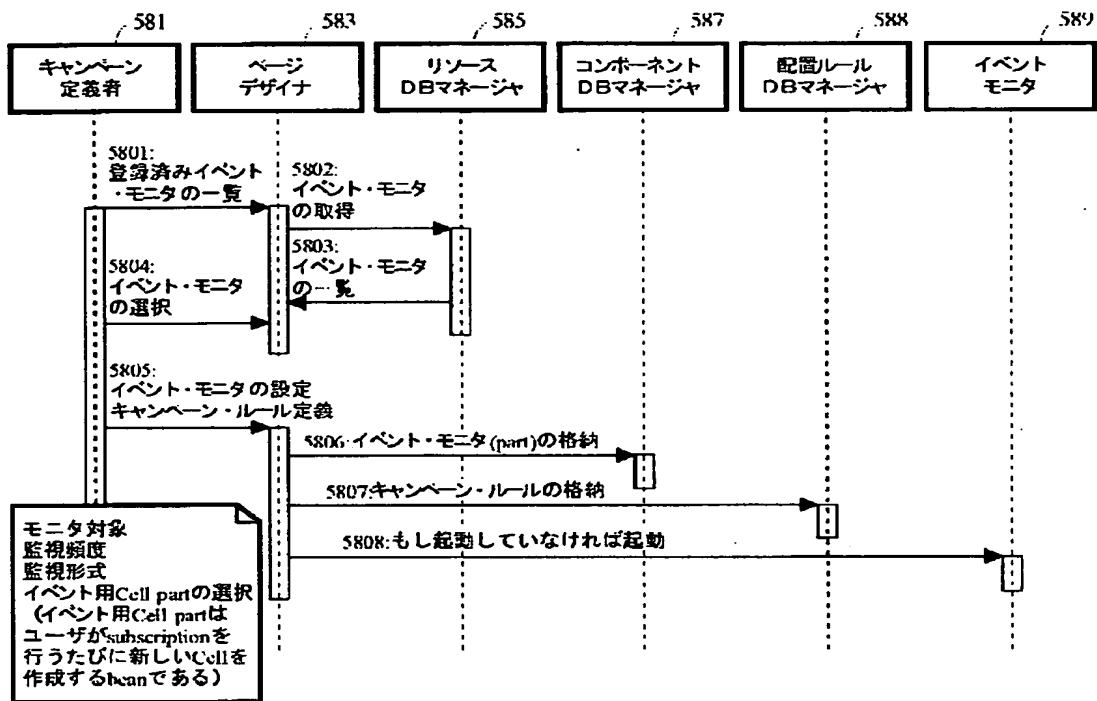 581
583
585
587
588
589
キャンペーン
定義者
ページ
デザイナ
リソース
DBマネージャ
コンポーネント
DBマネージャ
配置ルール
DBマネージャ
イベント
モニタ
5801:
登録済みイベント
・モニタの一覧
5802:
イベント・モニタ
の取得
5803:
イベント・モニタ
の一覧
5804:
イベント・モニタ
の選択
5805:
イベント・モニタの設定
キャンペーン・ルール定義
5806:イベント・モニタ(part)の格納
5807:キャンペーン・ルールの格納
5808:もし起動していなければ起動
モニタ対象
監視頻度
監視形式
イベント用Cell partの選択
(イベント用Cell partは
ユーザがsubscriptionを
行うたびに新しいCellを
作成するbeanである)